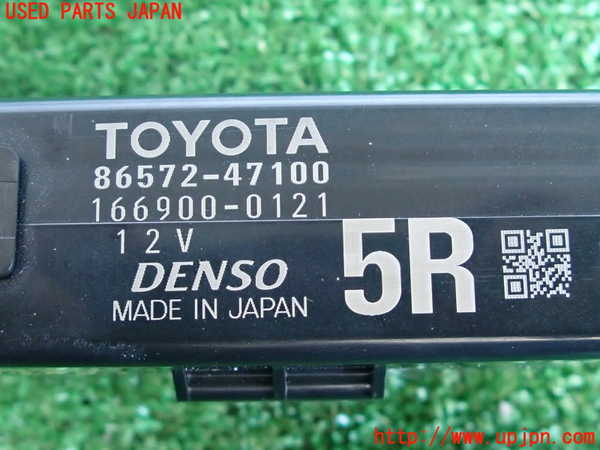 USED PARTS JAPAN
TOYOTA
86572-47100
166900-0121
12V
DENSO
MADE IN JAPAN
5R
http://www.upjpn.com